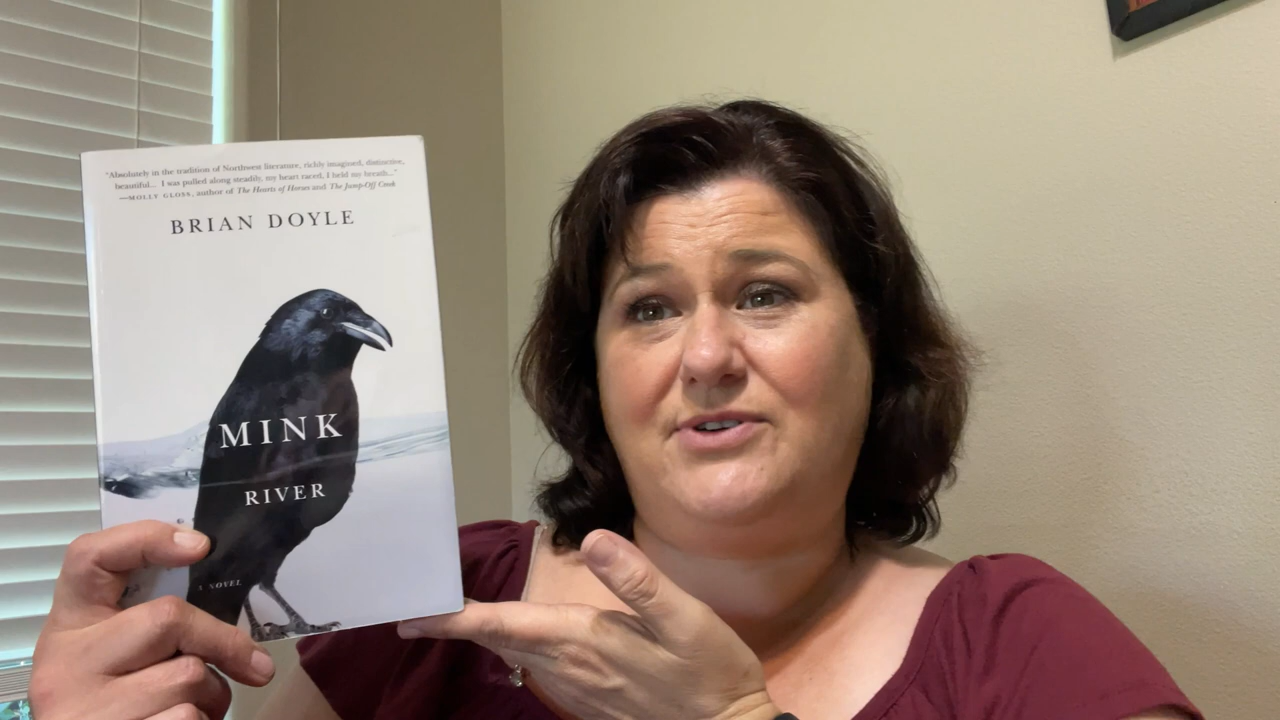 "Absolutely in the tradition of Northwest literature, richly imagined, distinctive,
beautiful... I was pulled along steadily, my heart raced, I held my breath..."
—MOLLY GLOSS, author of The Hearts of Horses and The Jump-Off Creek
BRIAN DOYLE
MINK
RIVER
A NOVEL